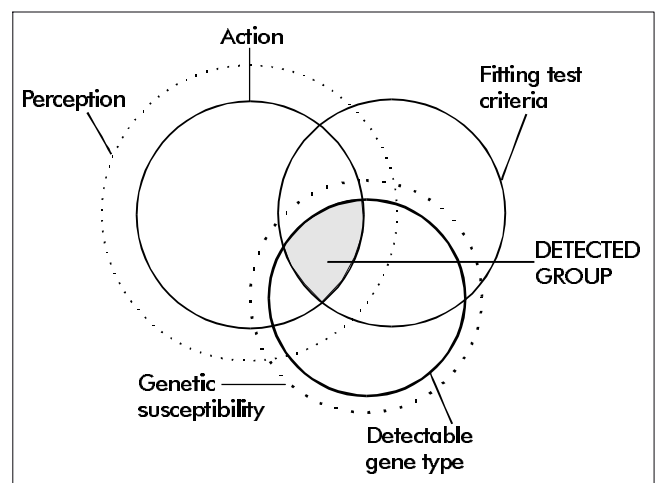 Action
Perception
Fitting test
criteria
DETECTED
GROUP
Genetic
susceptibility
Detectable
gene type